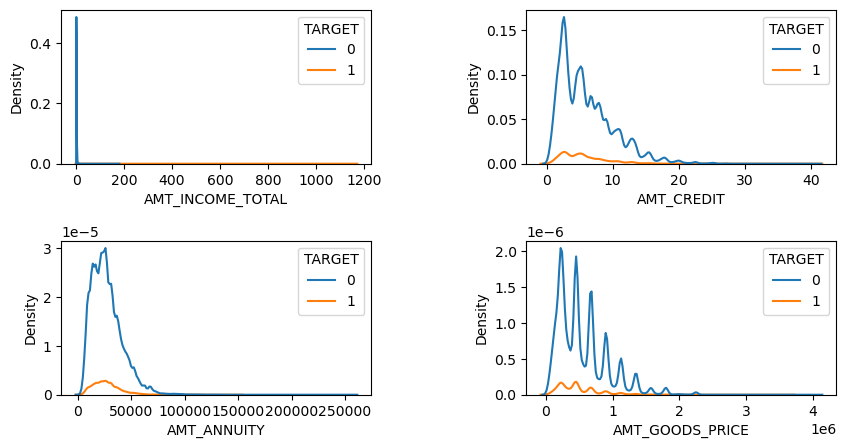 TARGET
0
1
0.4
0.2
0.0
Density
0 200 400 600 800 1000 1200
AMT_INCOME_TOTAL
TARGET
0
1
0.15
0.10
0.05
0.00
Density
0 10 20 30 40
AMT_CREDIT
1e−5
TARGET
0
1
3
2
1
0
Density
0 50000 100000 150000 200000 250000
AMT_ANNUITY
1e−6
TARGET
0
1
2.0
1.5
1.0
0.5
0.0
Density
0 1 2 3 4
1e6
AMT_GOODS_PRICE